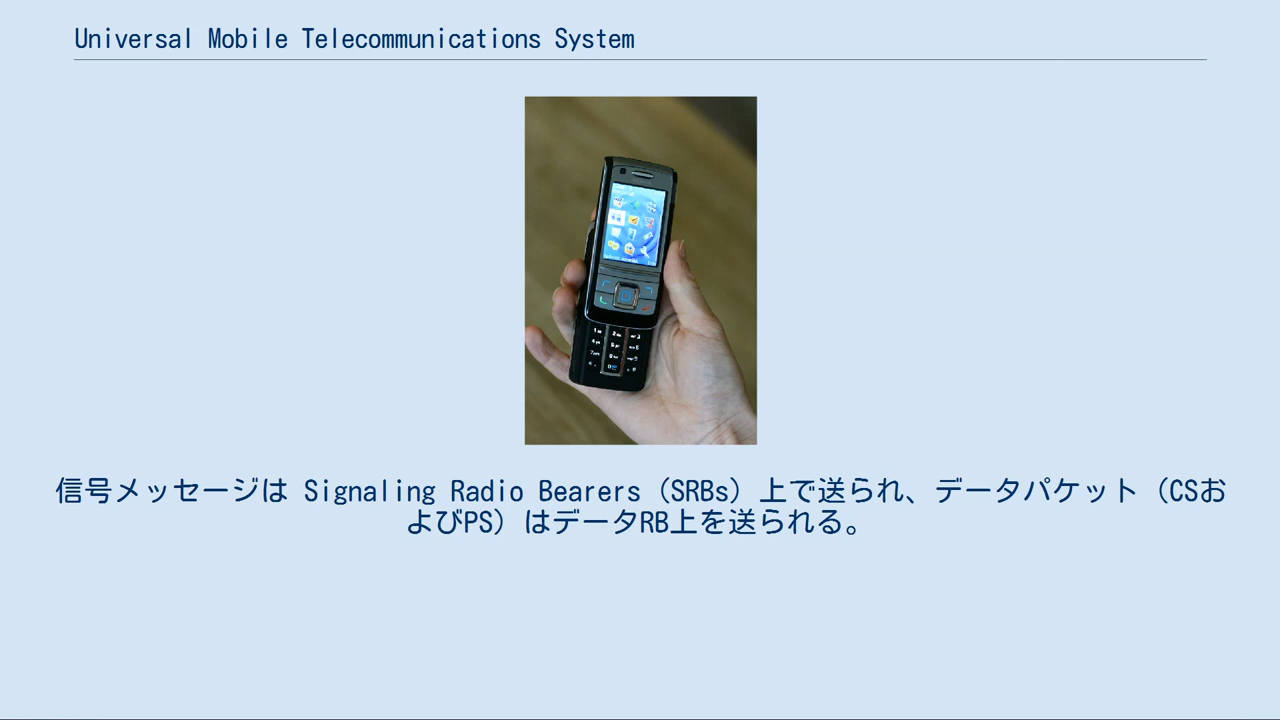 Universal Mobile Telecommunications System
信号メッセージは Signaling Radio Bearers（SRBs）上で送られ、データパケット（CSお
よびPS）はデータRB上を送られる。